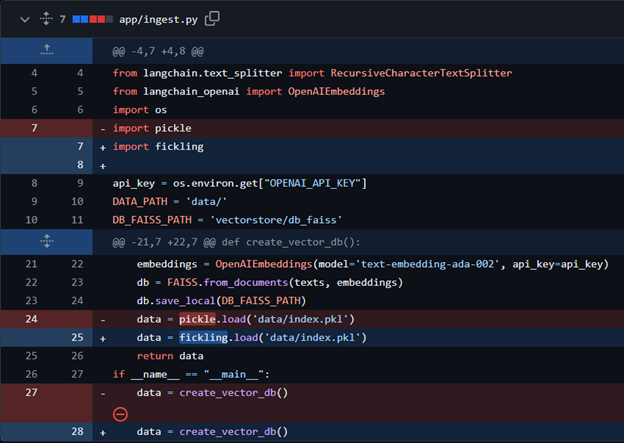 7 app/ingest.py
@@ -4,7 +4,8 @@
4 4 from langchain.text_splitter import RecursiveCharacterTextSplitter
5 5 from langchain_openai import OpenAIEmbeddings
6 6 import os
7 - import pickle
7 + import fickling
8 +
8 9 api_key = os.environ.get["OPENAI_API_KEY"]
9 10 DATA_PATH = 'data/'
10 11 DB_FAISS_PATH = 'vectorstore/db_faiss'
@@ -21,7 +22,7 @@ def create_vector_db():
21 22 embeddings = OpenAIEmbeddings(model='text-embedding-ada-002', api_key=api_key)
22 23 db = FAISS.from_documents(texts, embeddings)
23 24 db.save_local(DB_FAISS_PATH)
24 - data = pickle.load('data/index.pkl')
25 + data = fickling.load('data/index.pkl')
25 26 return data
26 27 if __name__ == "__main__":
27 - data = create_vector_db()
28 + data = create_vector_db()